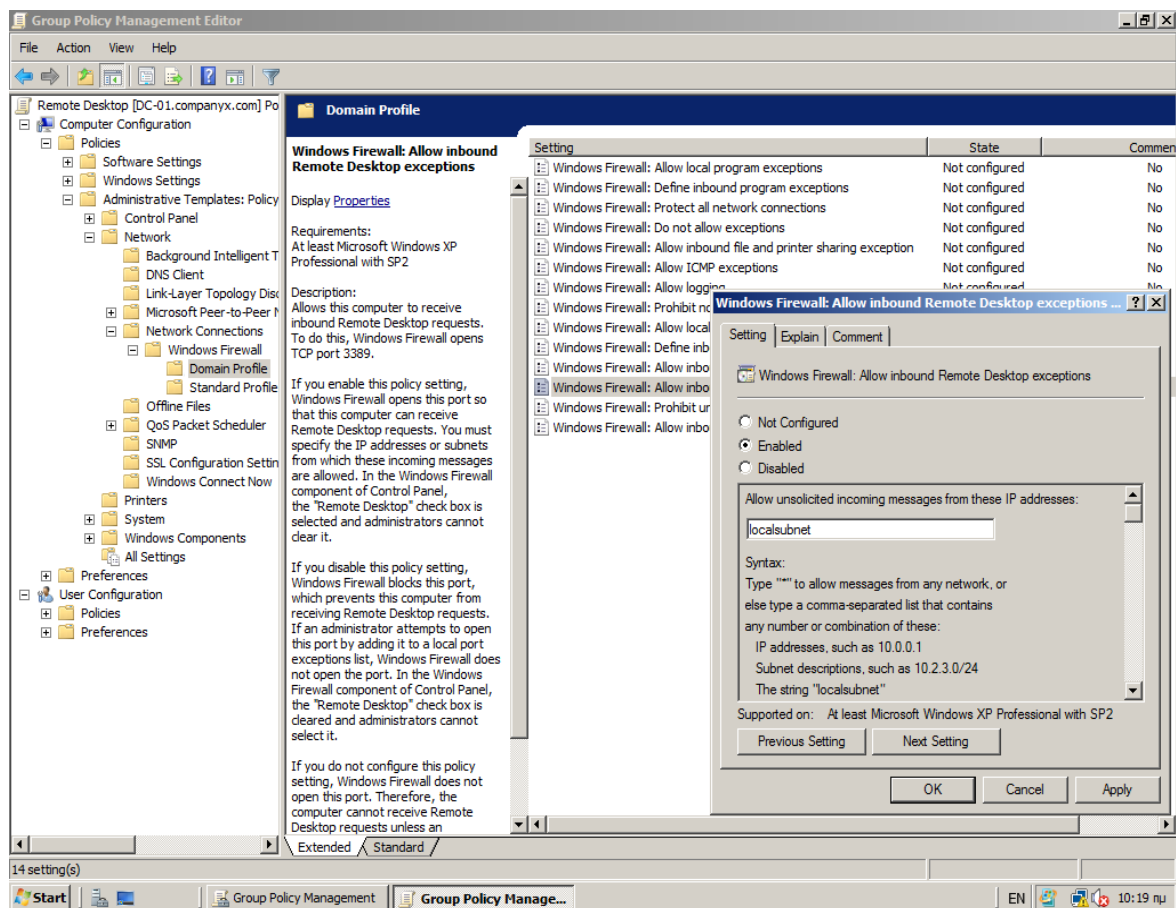 Group Policy Management Editor
File Action View Help
Remote Desktop [DC-01.companyx.com] Po
Computer Configuration
Policies
Software Settings
Windows Settings
Administrative Templates: Policy
Control Panel
Network
Background Intelligent T
DNS Client
Link-Layer Topology Disc
Microsoft Peer-to-Peer N
Network Connections
Windows Firewall
Domain Profile
Standard Profile
Offline Files
QoS Packet Scheduler
SNMP
SSL Configuration Settin
Windows Connect Now
Printers
System
Windows Components
All Settings
Preferences
User Configuration
Policies
Preferences
Domain Profile
Windows Firewall: Allow inbound
Remote Desktop exceptions
Display Properties
Requirements:
At least Microsoft Windows XP
Professional with SP2
Description:
Allows this computer to receive
inbound Remote Desktop requests.
To do this, Windows Firewall opens
TCP port 3389.
If you enable this policy setting,
Windows Firewall opens this port so
that this computer can receive
Remote Desktop requests. You must
specify the IP addresses or subnets
from which these incoming messages
are allowed. In the Windows Firewall
component of Control Panel,
the "Remote Desktop" check box is
selected and administrators cannot
clear it.
If you disable this policy setting,
Windows Firewall blocks this port,
which prevents this computer from
receiving Remote Desktop requests.
If an administrator attempts to open
this port by adding it to a local port
exceptions list, Windows Firewall does
not open the port. In the Windows
Firewall component of Control Panel,
the "Remote Desktop" check box is
cleared and administrators cannot
select it.
If you do not configure this policy
setting, Windows Firewall does not
open this port. Therefore, the
computer cannot receive Remote
Desktop requests unless an
Setting State Commen
Windows Firewall: Allow local program exceptions Not configured No
Windows Firewall: Define inbound program exceptions Not configured No
Windows Firewall: Protect all network connections Not configured No
Windows Firewall: Do not allow exceptions Not configured No
Windows Firewall: Allow inbound file and printer sharing exception Not configured No
Windows Firewall: Allow ICMP exceptions Not configured No
Windows Firewall: Allow logging Not configured No
Windows Firewall: Prohibit no
Windows Firewall: Allow local
Windows Firewall: Define inb
Windows Firewall: Allow inbo
Windows Firewall: Allow inbo
Windows Firewall: Prohibit un
Windows Firewall: Allow inbo
Windows Firewall: Allow inbound Remote Desktop exceptions ...
Setting Explain Comment
Windows Firewall: Allow inbound Remote Desktop exceptions
Not Configured
Enabled
Disabled
Allow unsolicited incoming messages from these IP addresses:
localsubnet
Syntax:
Type "*" to allow messages from any network, or
else type a comma-separated list that contains
any number or combination of these:
IP addresses, such as 10.0.0.1
Subnet descriptions, such as 10.2.3.0/24
The string "localsubnet"
Supported on: At least Microsoft Windows XP Professional with SP2
Previous Setting Next Setting
OK Cancel Apply
Extended Standard
14 setting(s)
Start Group Policy Management Group Policy Manage... EN 10:19 πμ